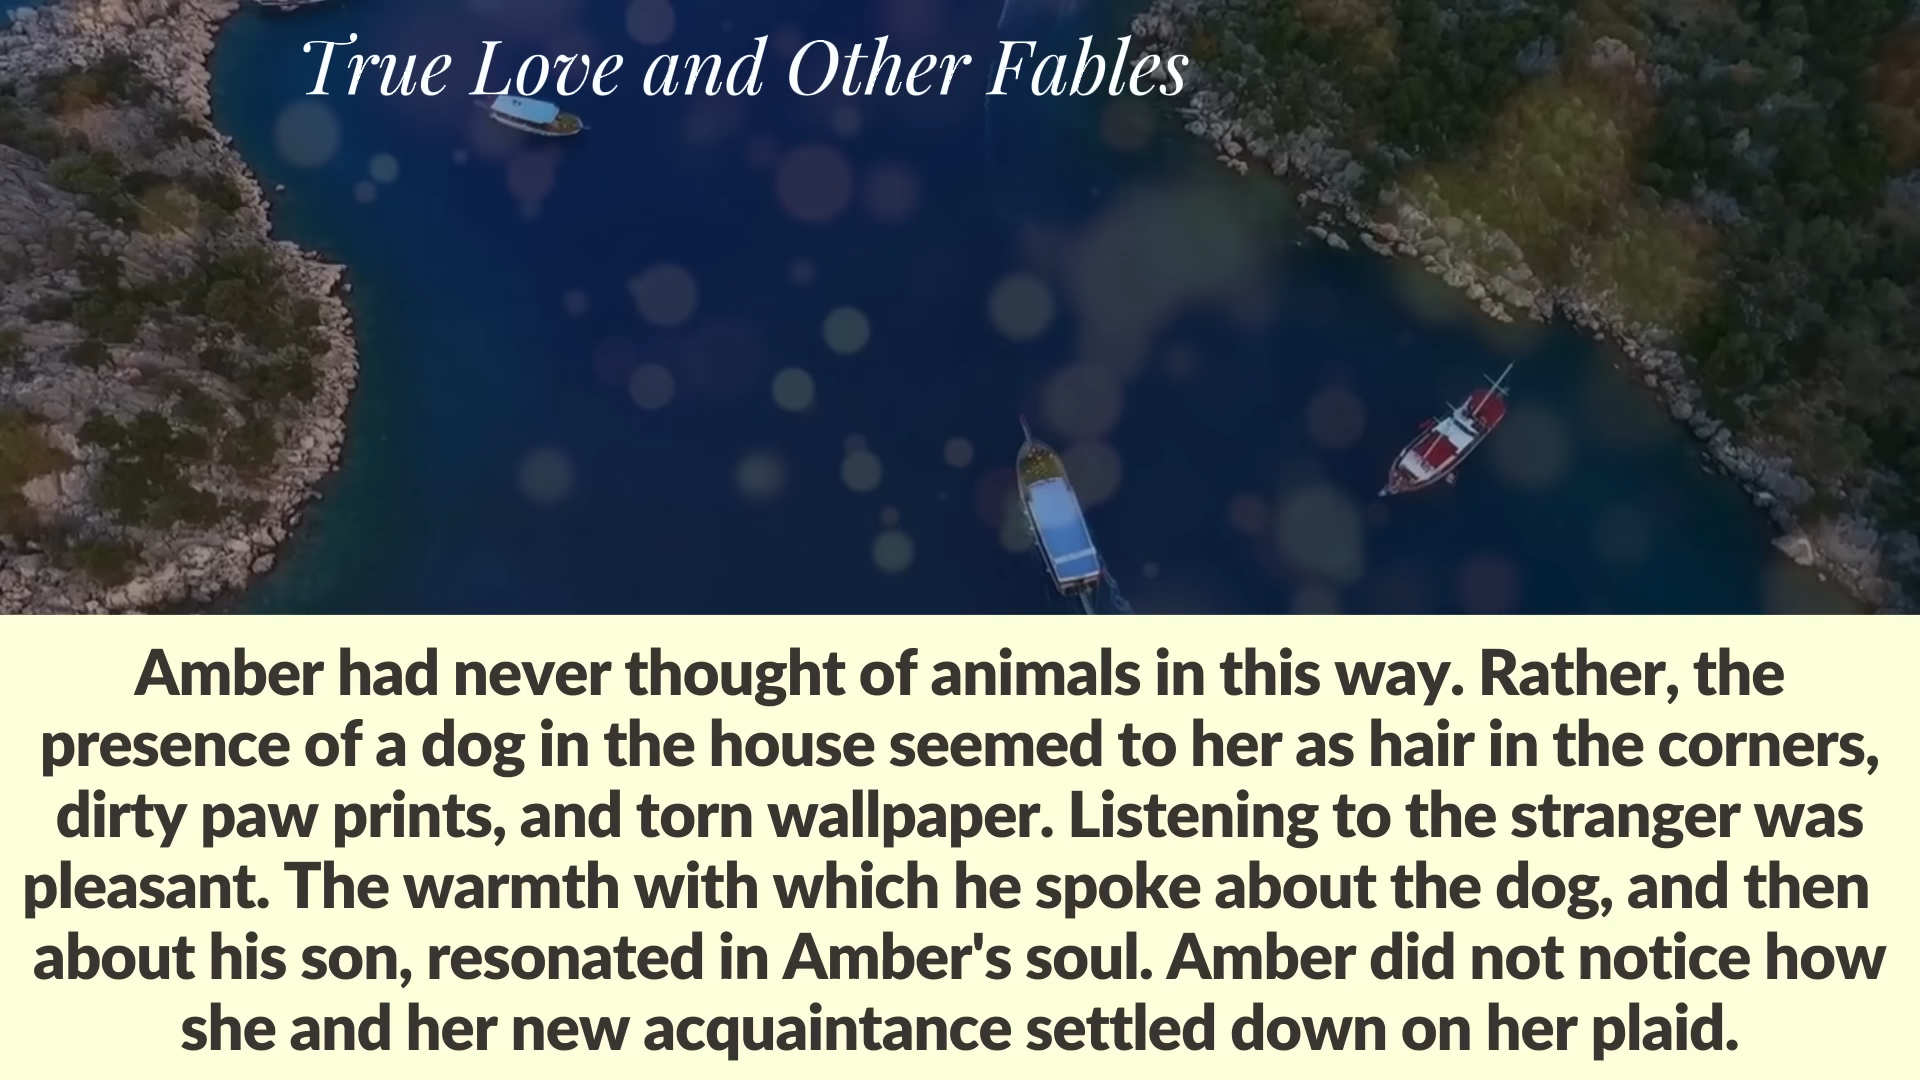 True Love and Other Fables
Amber had never thought of animals in this way. Rather, the
presence of a dog in the house seemed to her as hair in the corners,
dirty paw prints, and torn wallpaper. Listening to the stranger was
pleasant. The warmth with which he spoke about the dog, and then
about his son, resonated in Amber's soul. Amber did not notice how
she and her new acquaintance settled down on her plaid.